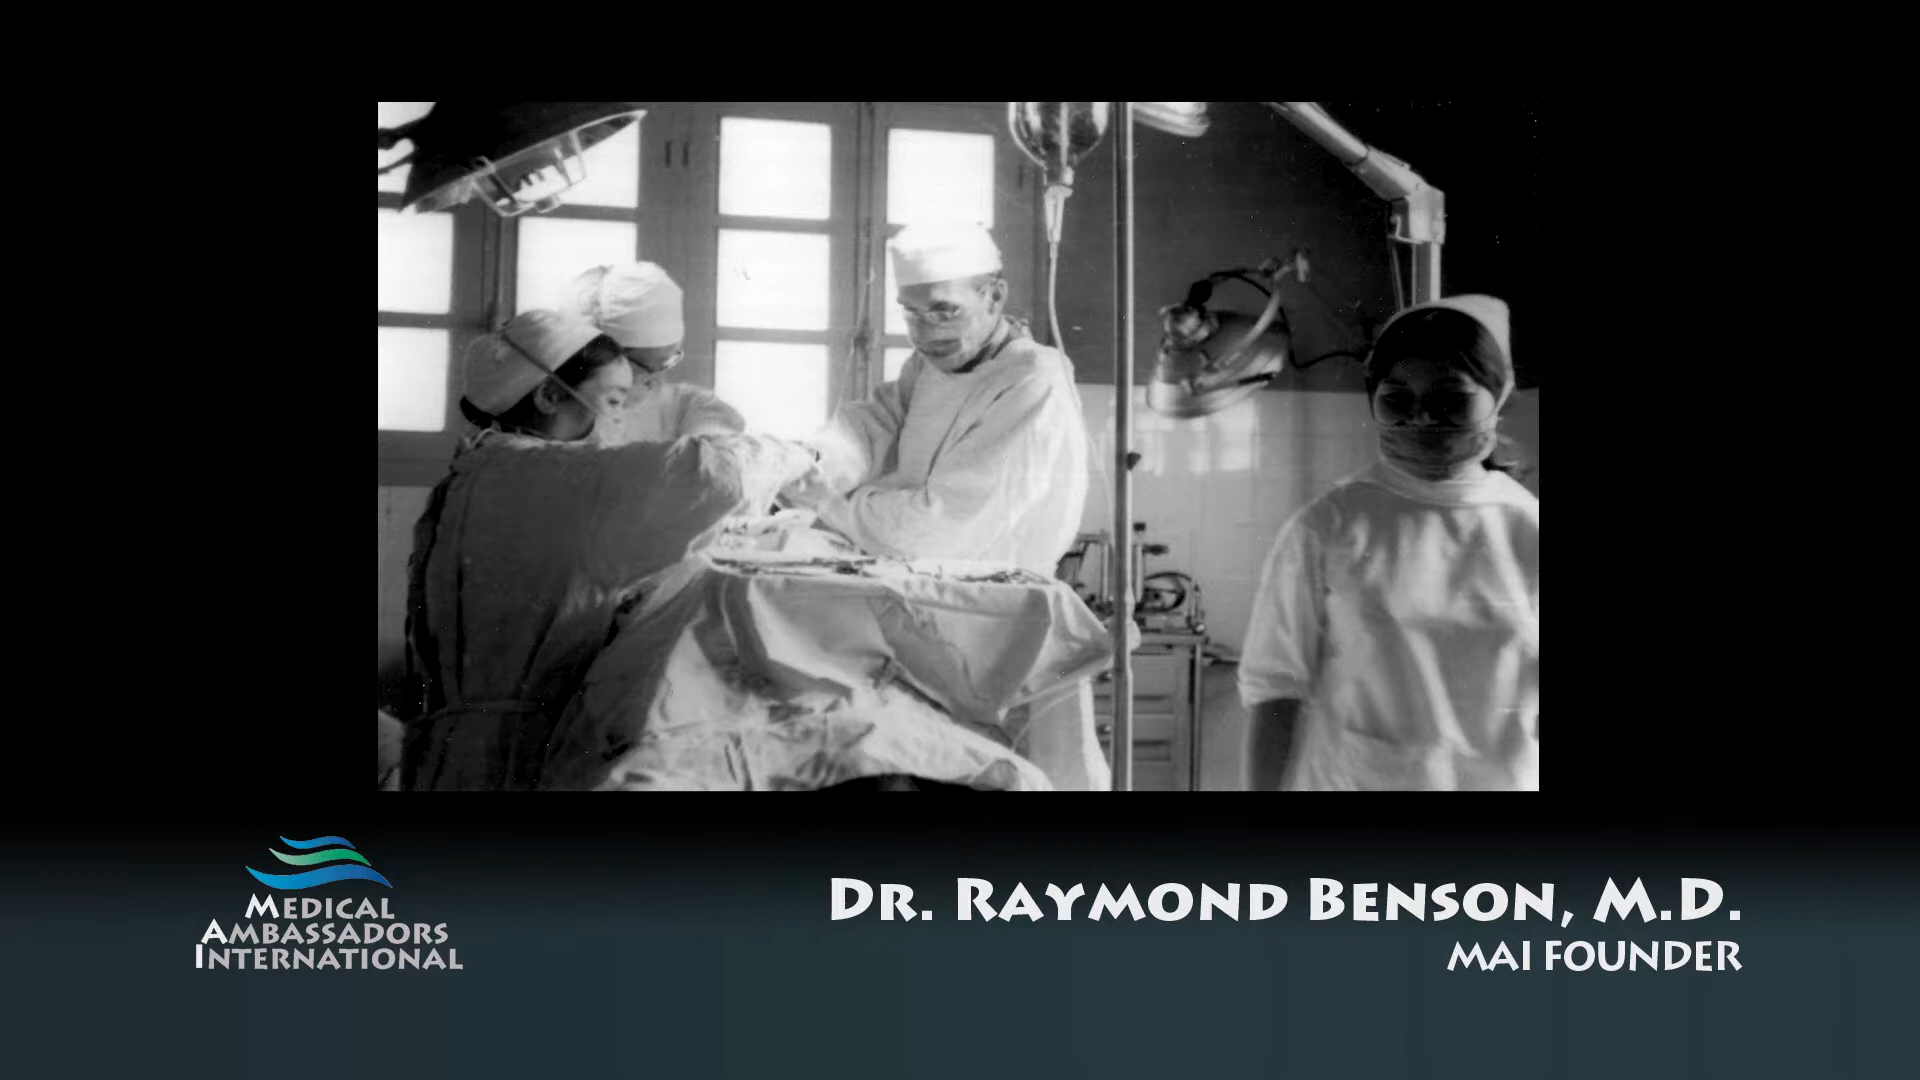 MEDICAL
AMBASSADORS
INTERNATIONAL
DR. RAYMOND BENSON, M.D.
MAI FOUNDER